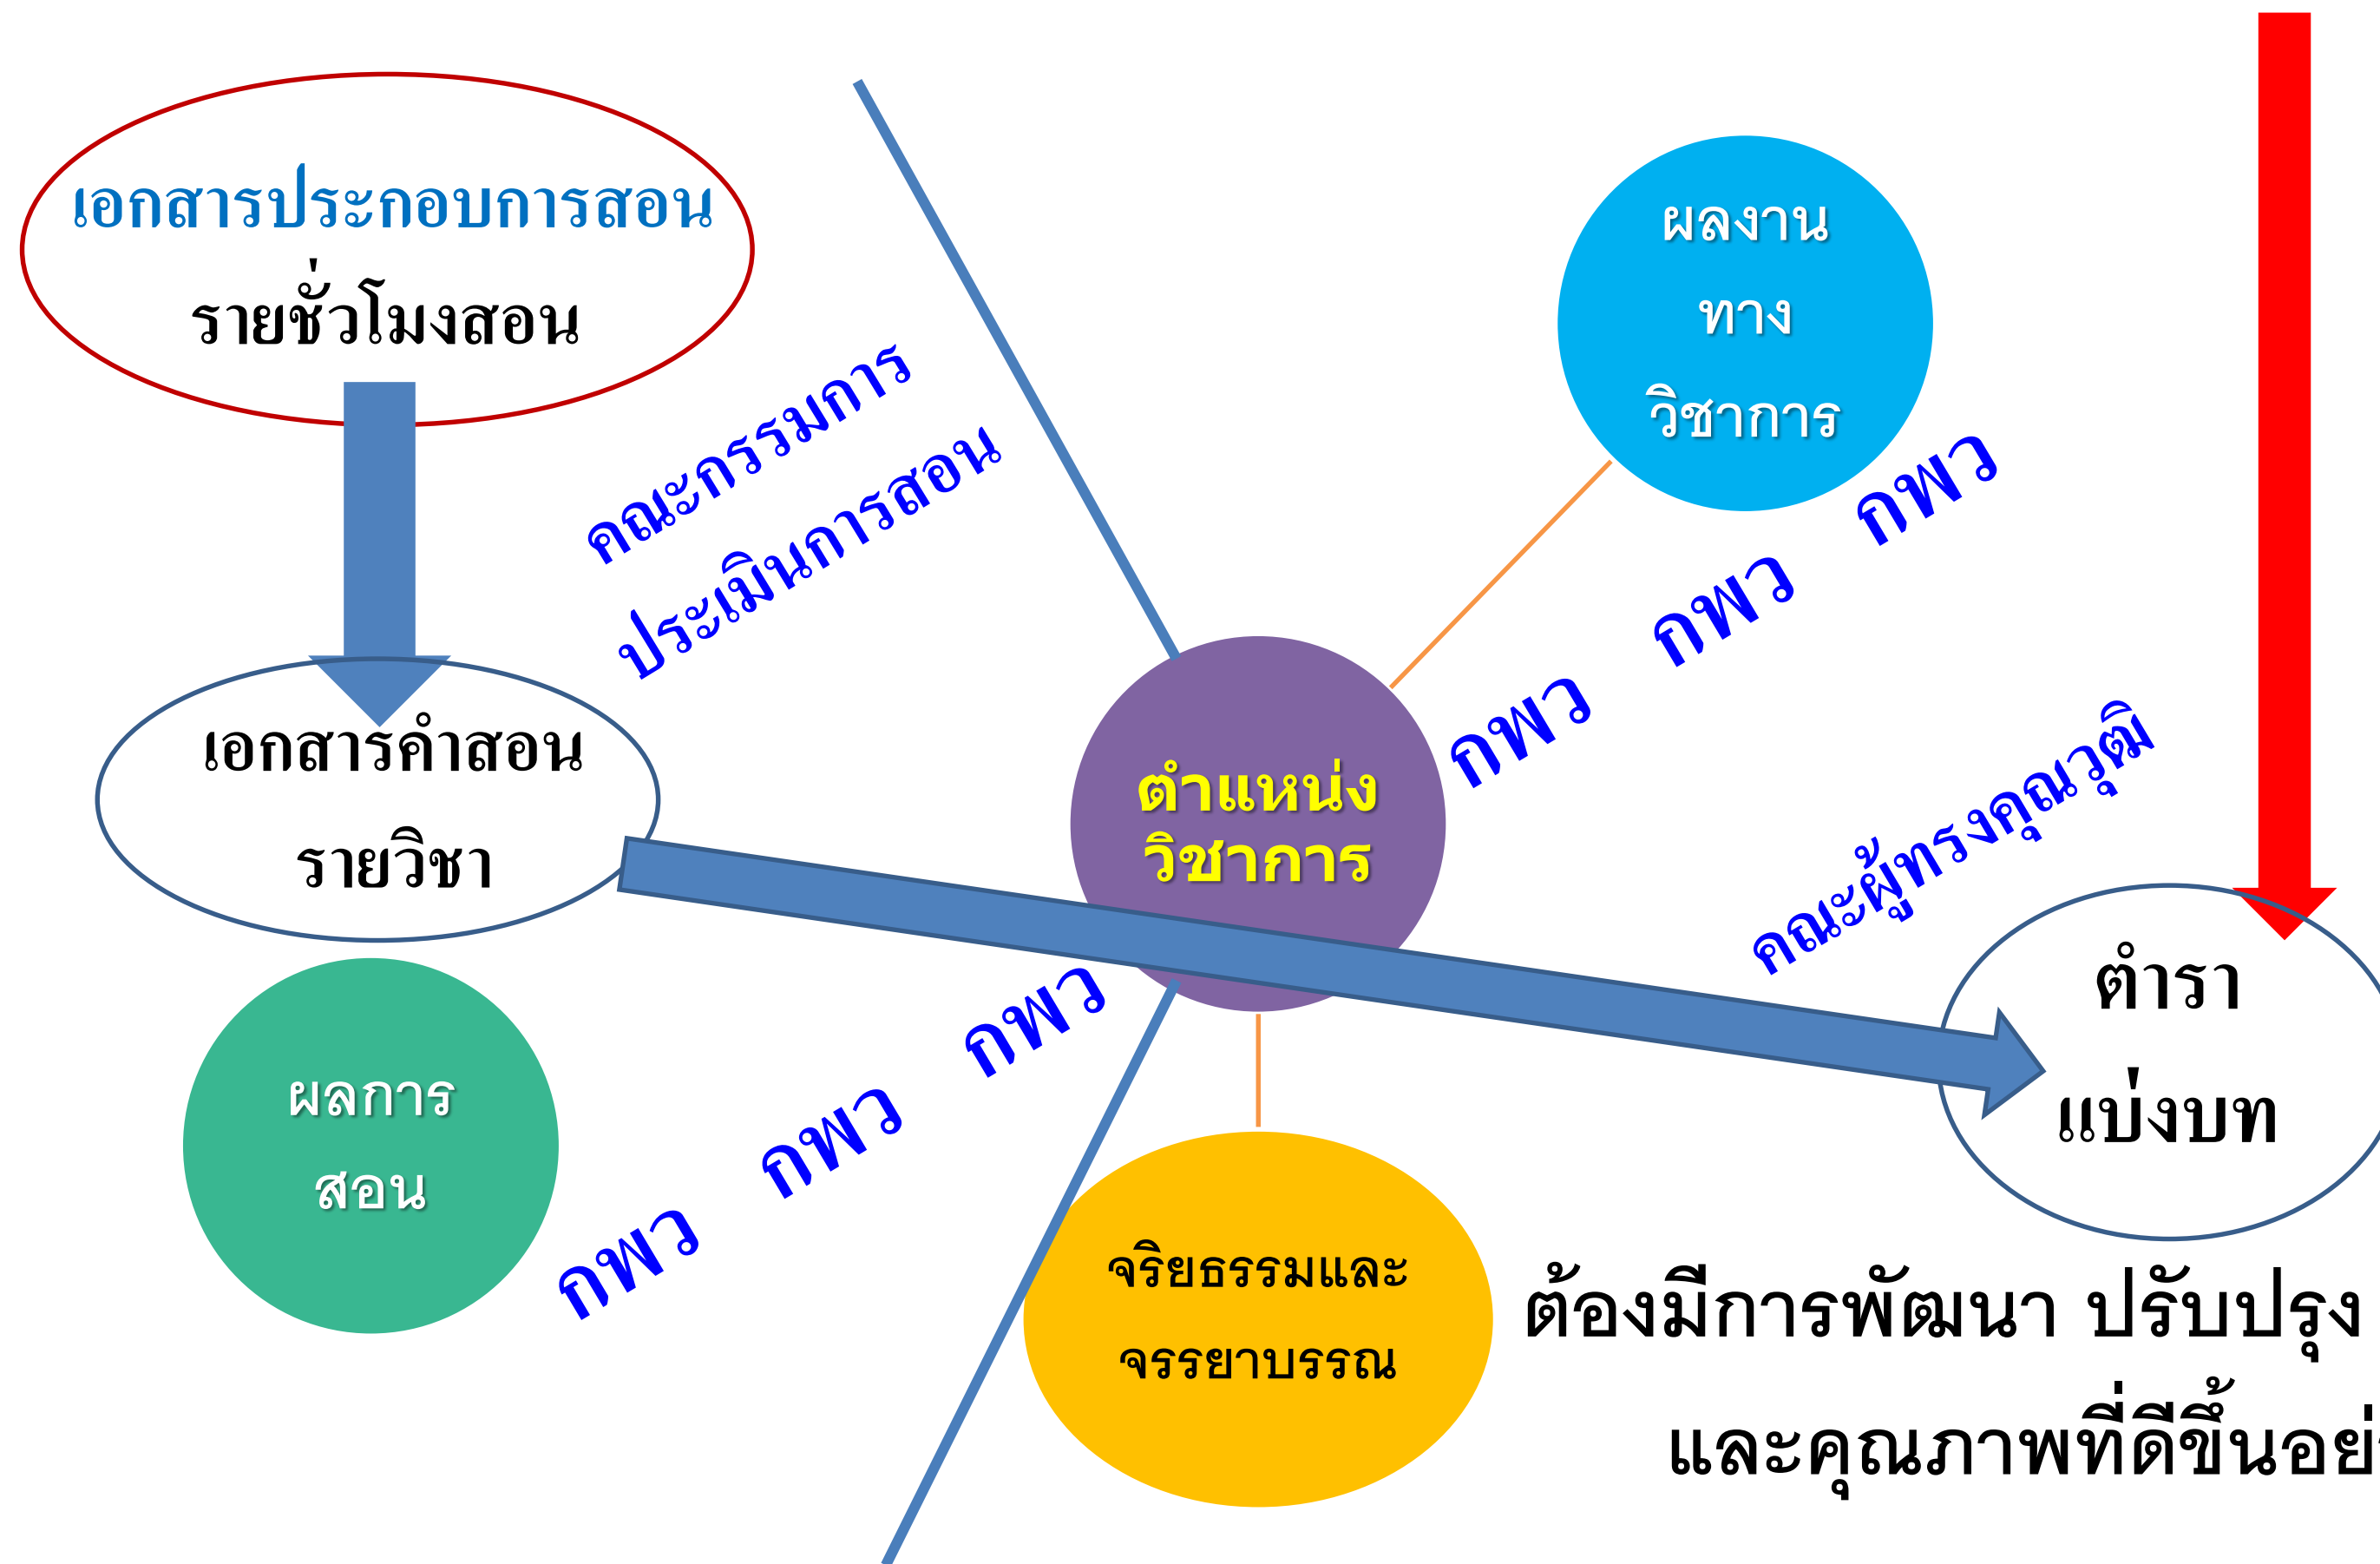 เอกสารประกอบการสอน
รายชั่วโมงสอน
คณะกรรมการ
ประเมินการสอน
ผลงาน
ทาง
วิชาการ
กพว กพว กพว
เอกสารคำสอน
รายวิชา
ตำแหน่ง
วิชาการ
คณะผู้ทรงคุณวุฒิ
ตำรา
แบ่งบท
ผลการ
สอน
กพว กพว กพว
จริยธรรมและ
จรรยาบรรณ
ต้องมีการพัฒนา ปรับปรุง
และคุณภาพที่ดีขึ้น